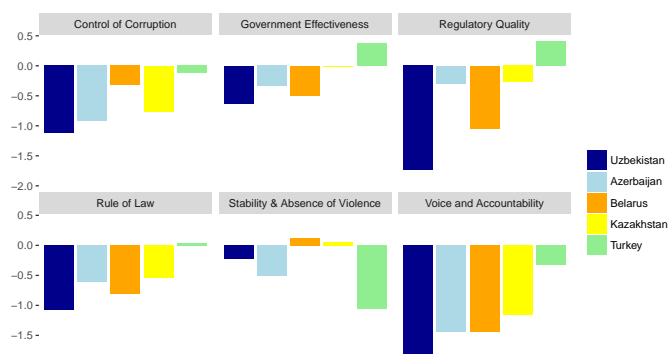 Control of Corruption
Government Effectiveness
Regulatory Quality
0.5
0.0
−0.5
−1.0
−1.5
−2.0
Rule of Law
Stability & Absence of Violence
Voice and Accountability
0.5
0.0
−0.5
−1.0
−1.5
Uzbekistan
Azerbaijan
Belarus
Kazakhstan
Turkey